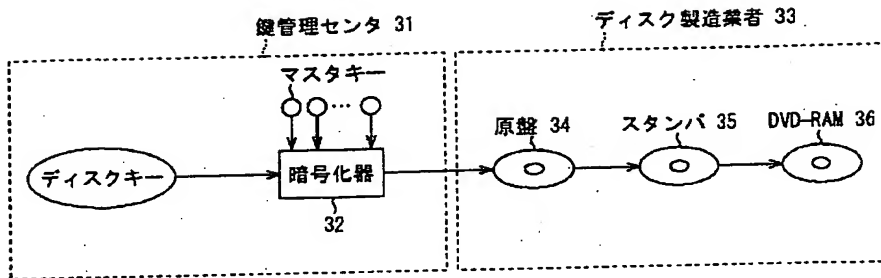 鍵管理センタ 31
ディスク製造業者 33
マスタキー
…
原盤 34
スタンパ 35
DVD-RAM 36
ディスクキー
暗号化器
32